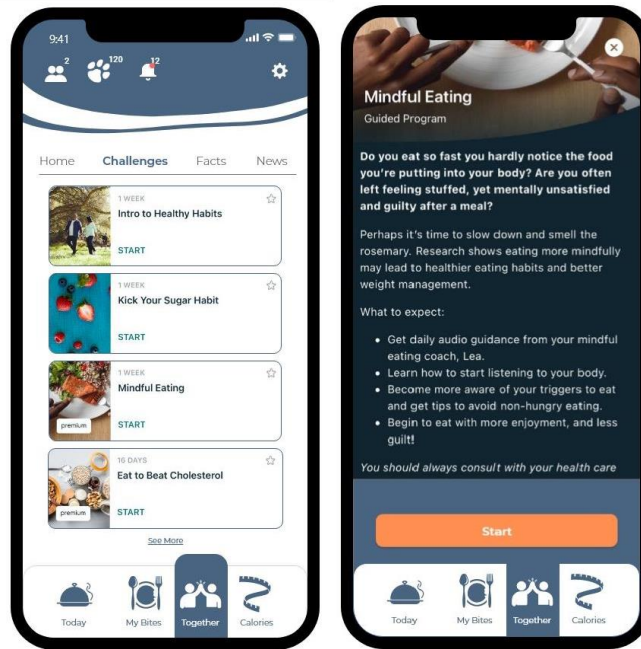 9:41
2
120
12
Home Challenges Facts News
1 WEEK
Intro to Healthy Habits
START
1 WEEK
Kick Your Sugar Habit
START
1 WEEK
Mindful Eating
premium
START
16 DAYS
Eat to Beat Cholesterol
premium
START
See More
Today My Bites Together Calories
Mindful Eating
Guided Program
Do you eat so fast you hardly notice the food
you're putting into your body? Are you often
left feeling stuffed, yet mentally unsatisfied
and guilty after a meal?
Perhaps it's time to slow down and smell the
rosemary. Research shows eating more mindfully
may lead to healthier eating habits and better
weight management.
What to expect:
• Get daily audio guidance from your mindful
eating coach, Lea.
• Learn how to start listening to your body.
• Become more aware of your triggers to eat
and get tips to avoid non-hungry eating.
• Begin to eat with more enjoyment, and less
guilt!
You should always consult with your health care
Start
Today My Bites Together Calories